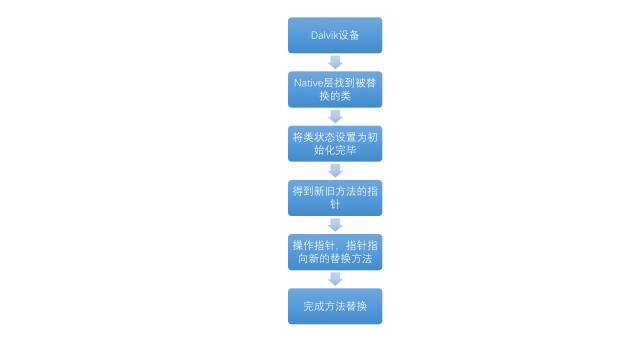 Dalvik设备
Native层找到被替
换的类
将类状态设置为初
始化完毕
得到新旧方法的指
针
操作指针，指针指
向新的替换方法
完成方法替换